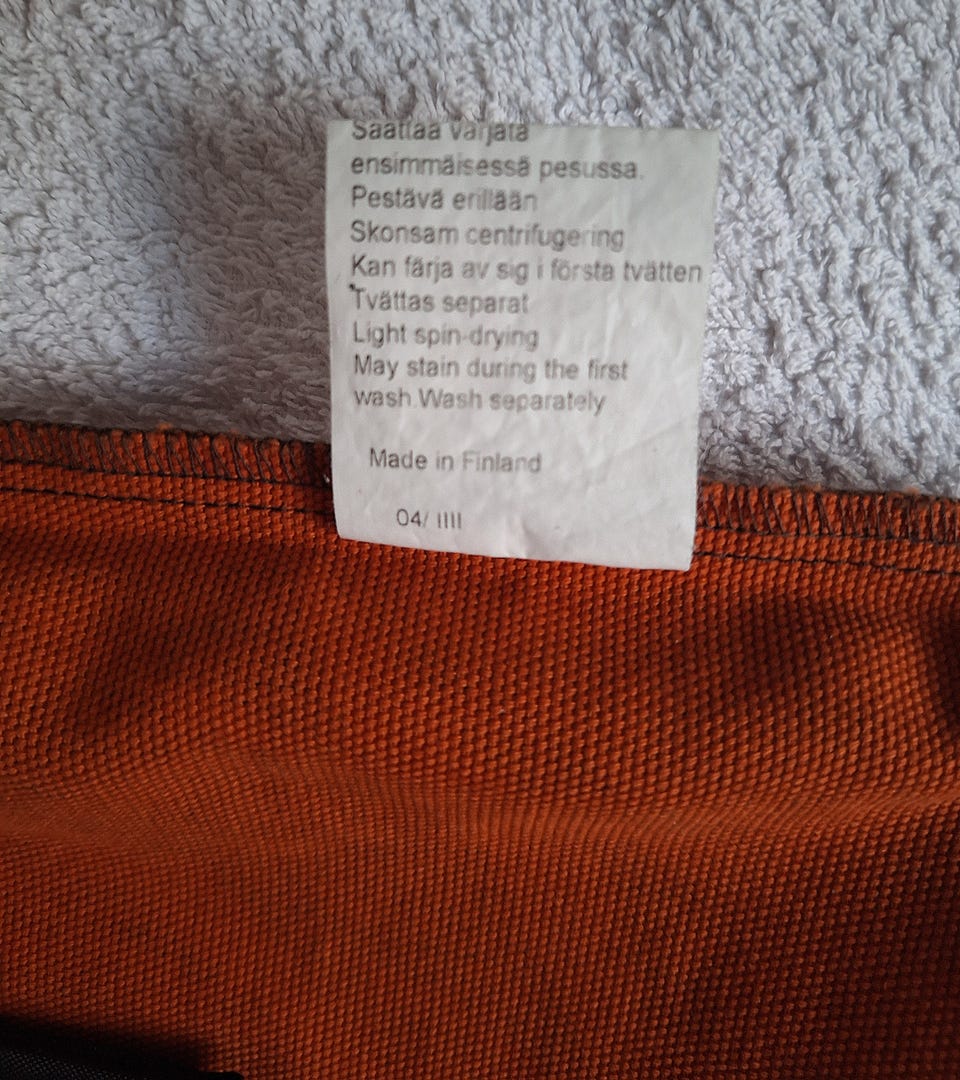 Saattaa värjätä
ensimmäisessä pesussa.
Pestävä erillään
Skonsam centrifugering
Kan färja av sig i första tvätten
Tvättas separat
Light spin-drying
May stain during the first
wash.Wash separately
Made in Finland
04/ IIII